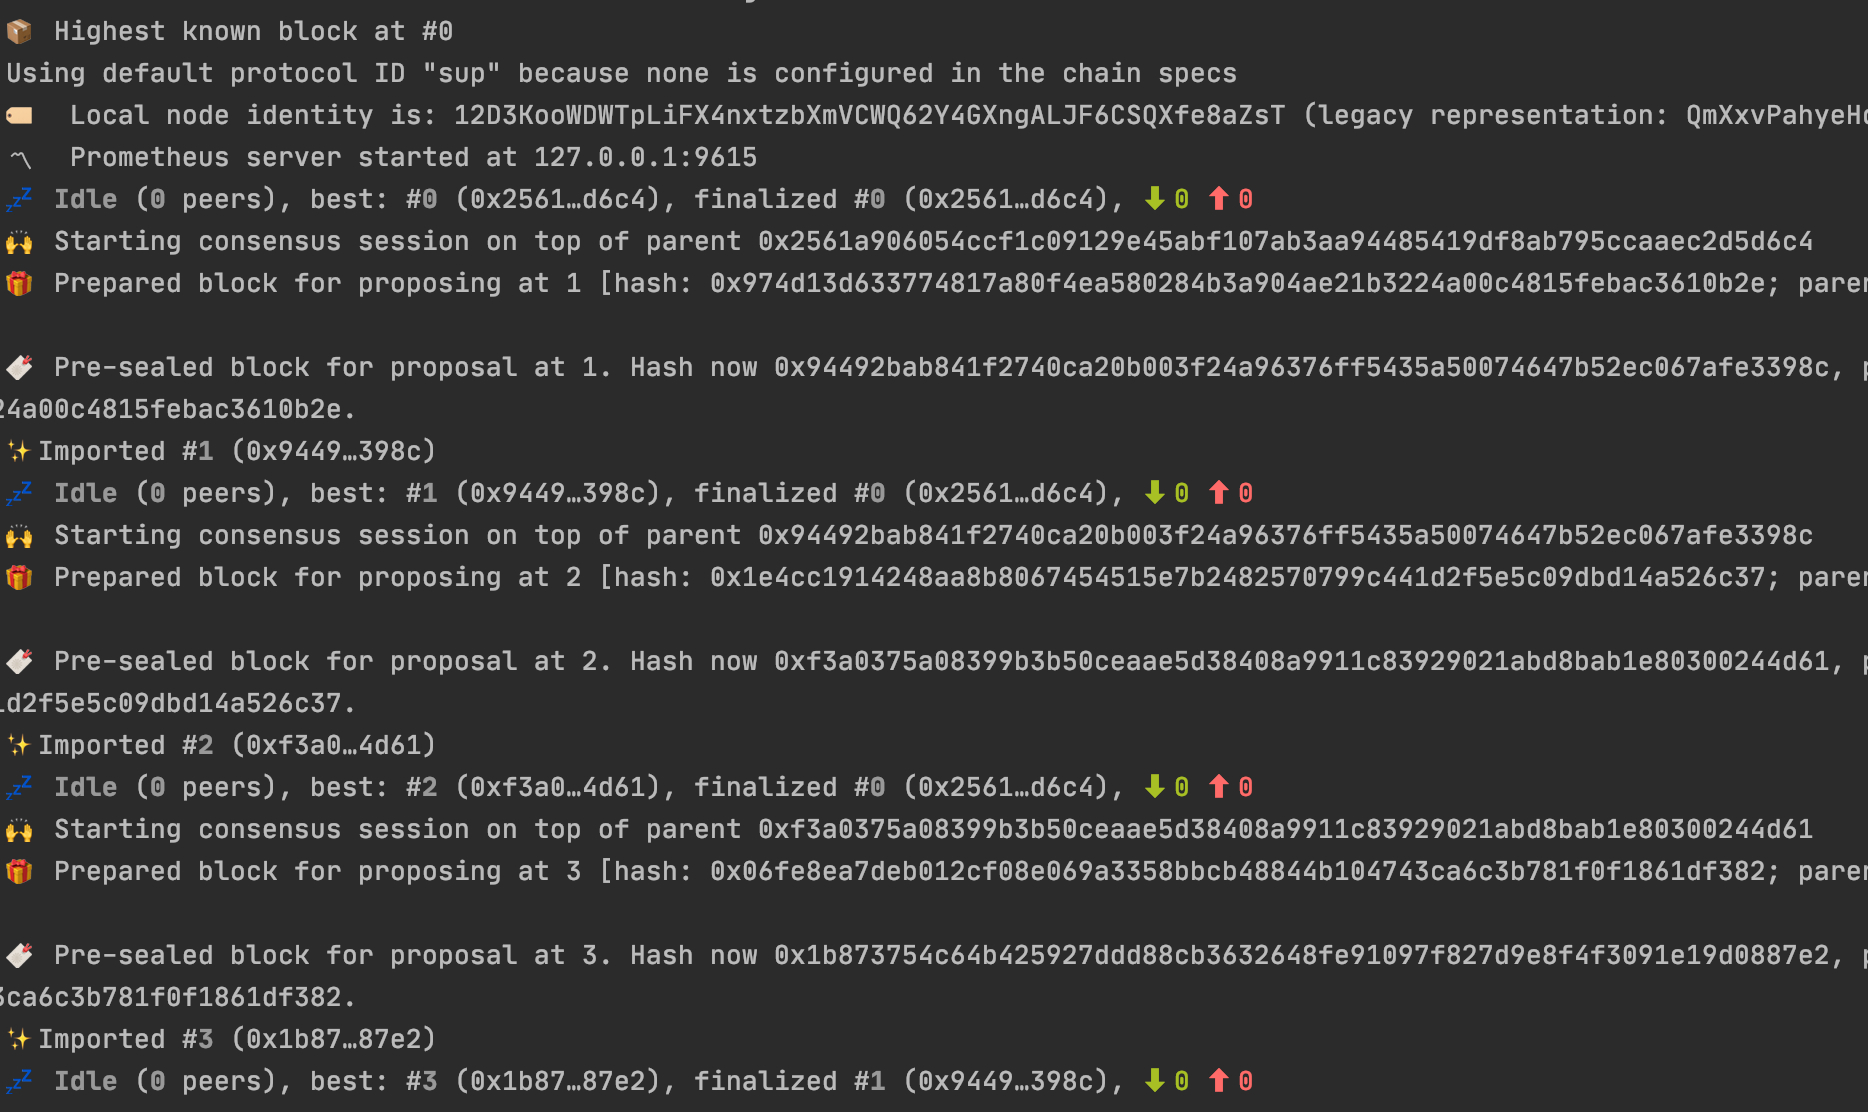 📦 Highest known block at #0
Using default protocol ID "sup" because none is configured in the chain specs
🏷 Local node identity is: 12D3KooWDWTpLiFX4nxtzbXmVCWQ62Y4GXngALJF6CSQXfe8aZsT (legacy representation: QmXxvPahyeHo
〽 Prometheus server started at 127.0.0.1:9615
💤 Idle (0 peers), best: #0 (0x2561…d6c4), finalized #0 (0x2561…d6c4), ⬇ 0 ⬆ 0
🙌 Starting consensus session on top of parent 0x2561a906054ccf1c09129e45abf107ab3aa94485419df8ab795ccaaec2d5d6c4
🎁 Prepared block for proposing at 1 [hash: 0x974d13d633774817a80f4ea580284b3a904ae21b3224a00c4815febac3610b2e; paren
🔖 Pre-sealed block for proposal at 1. Hash now 0x94492bab841f2740ca20b003f24a96376ff5435a50074647b52ec067afe3398c, p
24a00c4815febac3610b2e.
✨ Imported #1 (0x9449…398c)
💤 Idle (0 peers), best: #1 (0x9449…398c), finalized #0 (0x2561…d6c4), ⬇ 0 ⬆ 0
🙌 Starting consensus session on top of parent 0x94492bab841f2740ca20b003f24a96376ff5435a50074647b52ec067afe3398c
🎁 Prepared block for proposing at 2 [hash: 0x1e4cc1914248aa8b8067454515e7b2482570799c441d2f5e5c09dbd14a526c37; paren
🔖 Pre-sealed block for proposal at 2. Hash now 0xf3a0375a08399b3b50ceaae5d38408a9911c83929021abd8bab1e80300244d61, p
1d2f5e5c09dbd14a526c37.
✨ Imported #2 (0xf3a0…4d61)
💤 Idle (0 peers), best: #2 (0xf3a0…4d61), finalized #0 (0x2561…d6c4), ⬇ 0 ⬆ 0
🙌 Starting consensus session on top of parent 0xf3a0375a08399b3b50ceaae5d38408a9911c83929021abd8bab1e80300244d61
🎁 Prepared block for proposing at 3 [hash: 0x06fe8ea7deb012cf08e069a3358bbcb48844b104743ca6c3b781f0f1861df382; paren
🔖 Pre-sealed block for proposal at 3. Hash now 0x1b873754c64b425927ddd88cb3632648fe91097f827d9e8f4f3091e19d0887e2, p
3ca6c3b781f0f1861df382.
✨ Imported #3 (0x1b87…87e2)
💤 Idle (0 peers), best: #3 (0x1b87…87e2), finalized #1 (0x9449…398c), ⬇ 0 ⬆ 0